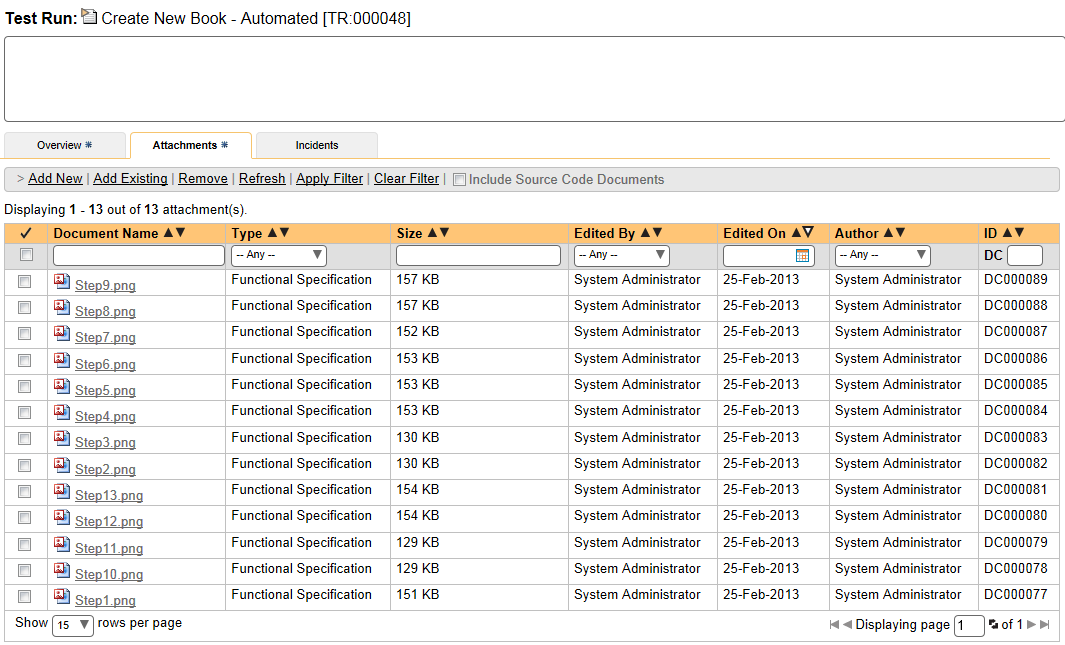 Test Run: Create New Book - Automated [TR:000048]
Overview * Attachments * Incidents
> Add New | Add Existing | Remove | Refresh | Apply Filter | Clear Filter | Include Source Code Documents
Displaying 1 - 13 out of 13 attachment(s).
✓ Document Name ▲▼ Type ▲▼ Size ▲▼ Edited By ▲▼ Edited On ▲▼ Author ▲▼ ID ▲▼
-- Any -- -- Any -- -- Any -- DC
Step9.png Functional Specification 157 KB System Administrator 25-Feb-2013 System Administrator DC000089
Step8.png Functional Specification 157 KB System Administrator 25-Feb-2013 System Administrator DC000088
Step7.png Functional Specification 152 KB System Administrator 25-Feb-2013 System Administrator DC000087
Step6.png Functional Specification 153 KB System Administrator 25-Feb-2013 System Administrator DC000086
Step5.png Functional Specification 153 KB System Administrator 25-Feb-2013 System Administrator DC000085
Step4.png Functional Specification 153 KB System Administrator 25-Feb-2013 System Administrator DC000084
Step3.png Functional Specification 130 KB System Administrator 25-Feb-2013 System Administrator DC000083
Step2.png Functional Specification 130 KB System Administrator 25-Feb-2013 System Administrator DC000082
Step13.png Functional Specification 154 KB System Administrator 25-Feb-2013 System Administrator DC000081
Step12.png Functional Specification 154 KB System Administrator 25-Feb-2013 System Administrator DC000080
Step11.png Functional Specification 129 KB System Administrator 25-Feb-2013 System Administrator DC000079
Step10.png Functional Specification 129 KB System Administrator 25-Feb-2013 System Administrator DC000078
Step1.png Functional Specification 151 KB System Administrator 25-Feb-2013 System Administrator DC000077
Show 15 rows per page Displaying page 1 of 1